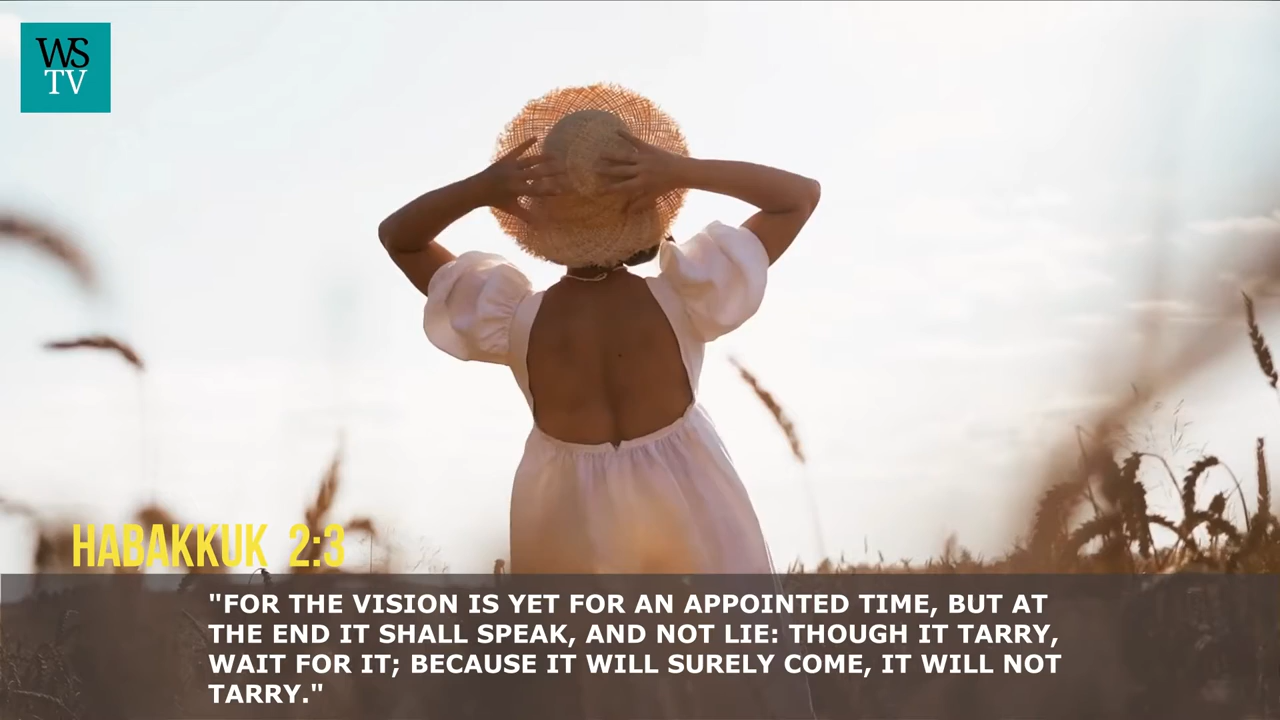 WS
TV
HABAKKUK 2:3
"FOR THE VISION IS YET FOR AN APPOINTED TIME, BUT AT
THE END IT SHALL SPEAK, AND NOT LIE: THOUGH IT TARRY,
WAIT FOR IT; BECAUSE IT WILL SURELY COME, IT WILL NOT
TARRY."